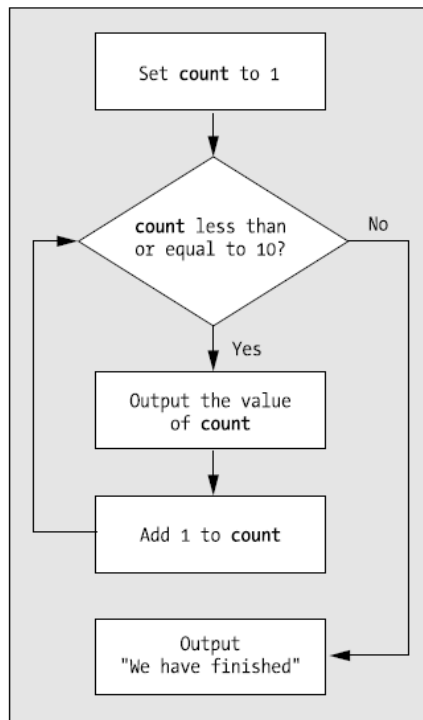 Set count to 1
count less than
or equal to 10?
No
Yes
Output the value
of count
Add 1 to count
Output
"We have finished"